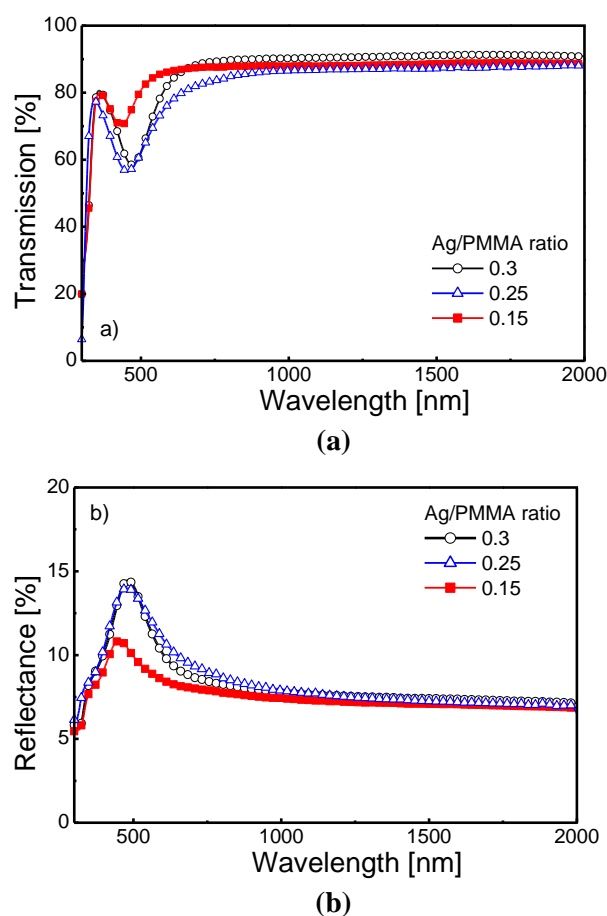 100
80
60
40
20
0
Transmission [%]
a)
Ag/PMMA ratio
0.3
0.25
0.15
500
1000
1500
2000
Wavelength [nm]
(a)
20
15
10
5
0
Reflectance [%]
b)
Ag/PMMA ratio
0.3
0.25
0.15
500
1000
1500
2000
Wavelength [nm]
(b)